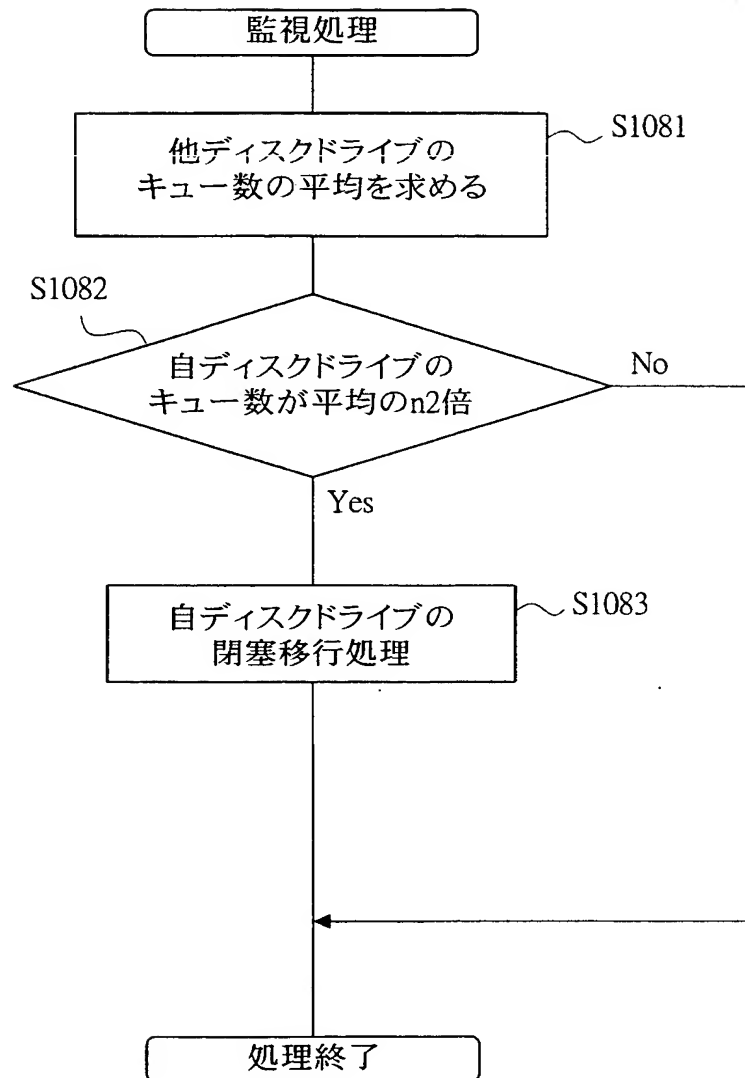 監視処理
S1081
他ディスクドライブの
キュー数の平均を求める
S1082
自ディスクドライブの
キュー数が平均のn2倍
No
Yes
S1083
自ディスクドライブの
閉塞移行処理
処理終了